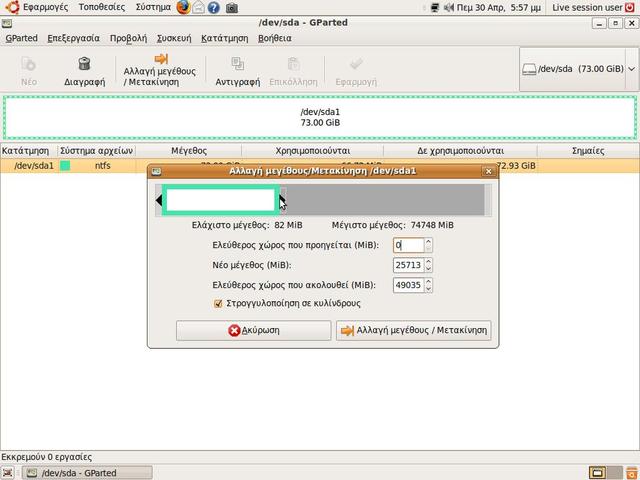 Εφαρμογές Τοποθεσίες Σύστημα Πεμ 30 Απρ, 5:57 μμ Live session user
/dev/sda - GParted
GParted Επεξεργασία Προβολή Συσκευή Κατάτμηση Βοήθεια
Νέο Διαγραφή Αλλαγή μεγέθους / Μετακίνηση Αντιγραφή Επικόλληση Εφαρμογή /dev/sda (73.00 GiB)
/dev/sda1
73.00 GiB
Κατάτμηση Σύστημα αρχείων Μέγεθος Χρησιμοποιούνται Δε χρησιμοποιούνται Σημαίες
/dev/sda1 ntfs 72.93 GiB
Αλλαγή μεγέθους/Μετακίνηση /dev/sda1
Ελάχιστο μέγεθος: 82 MiB Μέγιστο μέγεθος: 74748 MiB
Ελεύθερος χώρος που προηγείται (MiB): 0
Νέο μέγεθος (MiB): 25713
Ελεύθερος χώρος που ακολουθεί (MiB): 49035
Στρογγυλοποίηση σε κυλίνδρους
Ακύρωση Αλλαγή μεγέθους / Μετακίνηση
Εκκρεμούν 0 εργασίες
/dev/sda - GParted